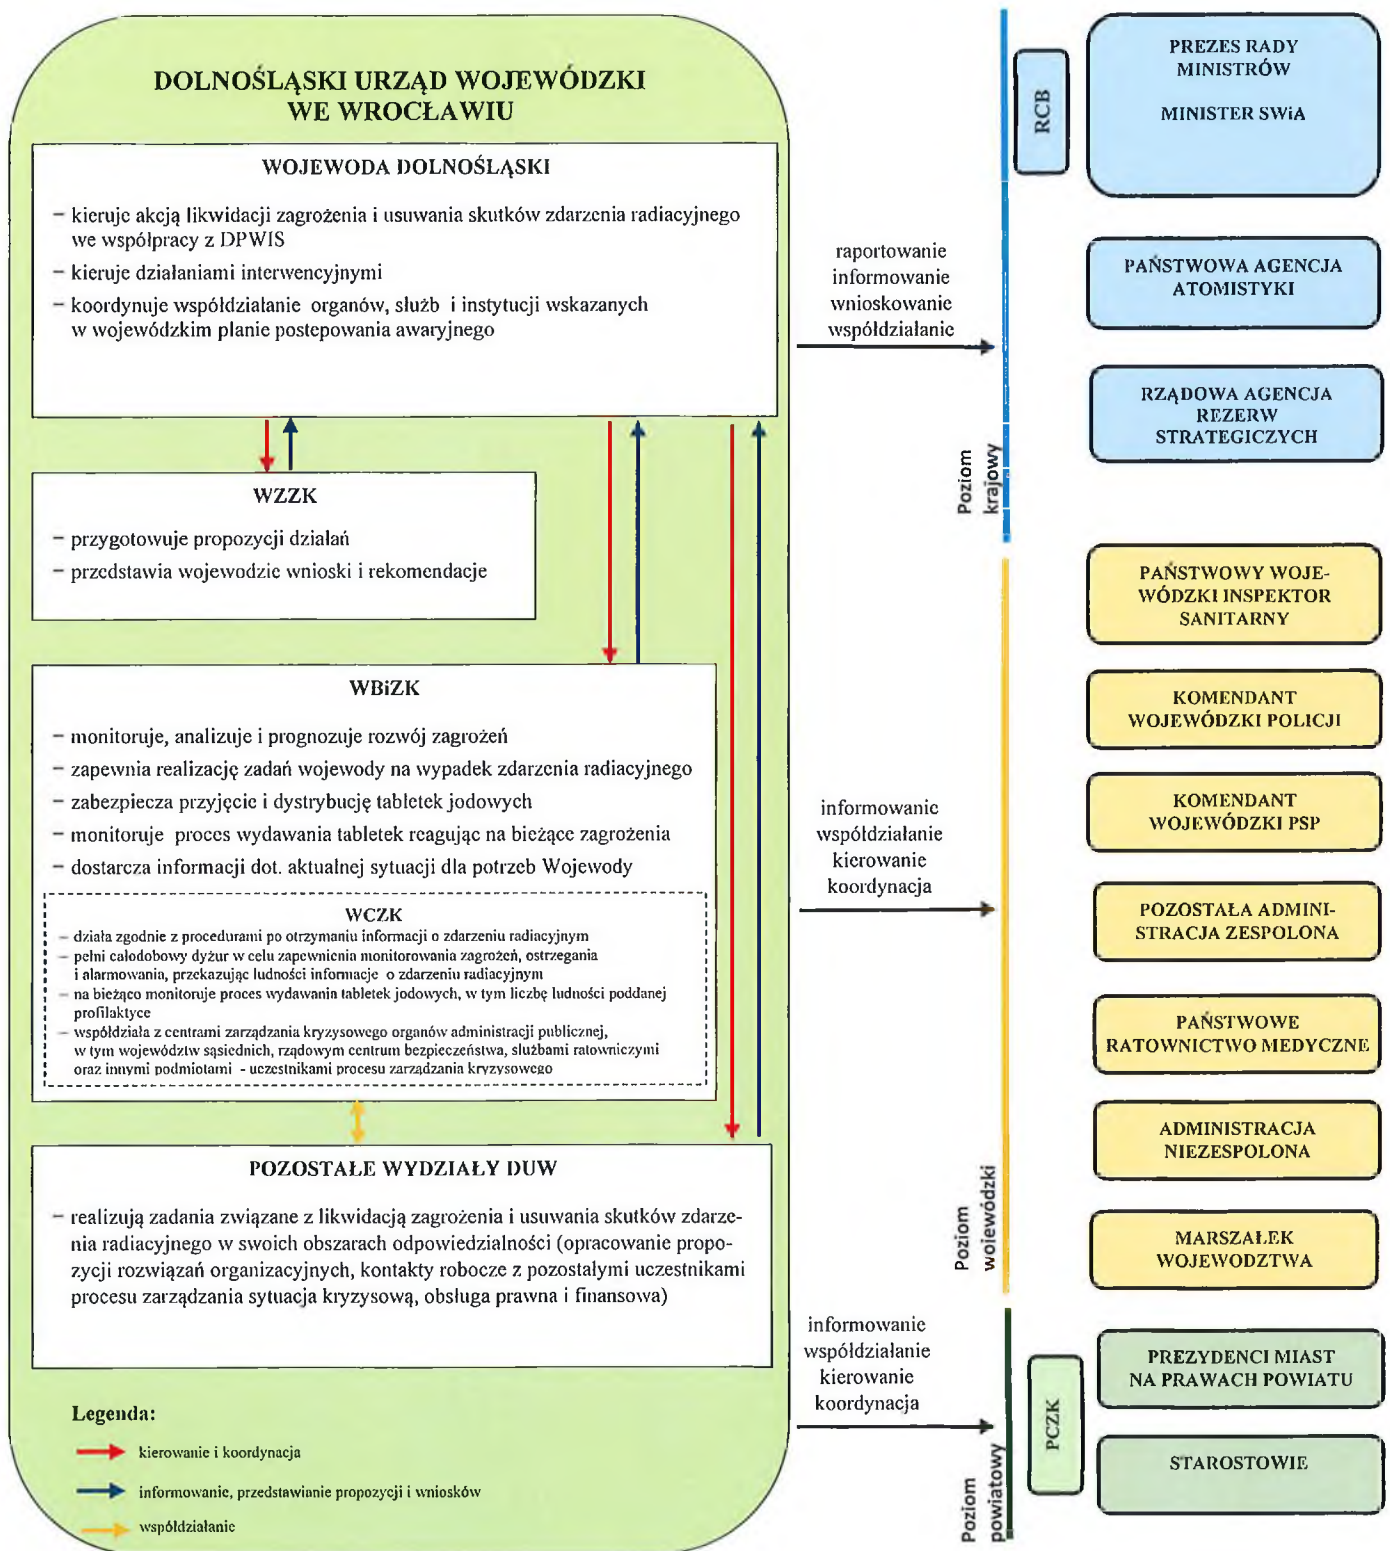 DOLNOŚLĄSKI URZĄD WOJEWÓDZKI
WE WROCŁAWIU
WOJEWODA DOLNOŚLĄSKI
– kieruje akcją likwidacji zagrożenia i usuwania skutków zdarzenia radiacyjnego
we współpracy z DPWIS
– kieruje działaniami interwencyjnymi
– koordynuje współdziałanie organów, służb i instytucji wskazanych
w wojewódzkim planie postepowania awaryjnego
WZZK
– przygotowuje propozycji działań
– przedstawia wojewodzie wnioski i rekomendacje
WBiZK
– monitoruje, analizuje i prognozuje rozwój zagrożeń
– zapewnia realizację zadań wojewody na wypadek zdarzenia radiacyjnego
– zabezpiecza przyjęcie i dystrybucję tabletek jodowych
– monitoruje proces wydawania tabletek reagując na bieżące zagrożenia
– dostarcza informacji dot. aktualnej sytuacji dla potrzeb Wojewody
WCZK
– działa zgodnie z procedurami po otrzymaniu informacji o zdarzeniu radiacyjnym
– pełni całodobowy dyżur w celu zapewnienia monitorowania zagrożeń, ostrzegania
i alarmowania, przekazując ludności informacje o zdarzeniu radiacyjnym
– na bieżąco monitoruje proces wydawania tabletek jodowych, w tym liczbę ludności poddanej
profilaktyce
– współdziała z centrami zarządzania kryzysowego organów administracji publicznej,
w tym województw sąsiednich, rządowym centrum bezpieczeństwa, służbami ratowniczymi
oraz innymi podmiotami - uczestnikami procesu zarządzania kryzysowego
POZOSTAŁE WYDZIAŁY DUW
– realizują zadania związane z likwidacją zagrożenia i usuwania skutków zdarze-
nia radiacyjnego w swoich obszarach odpowiedzialności (opracowanie propo-
zycji rozwiązań organizacyjnych, kontakty robocze z pozostałymi uczestnikami
procesu zarządzania sytuacja kryzysową, obsługa prawna i finansowa)
Legenda:
kierowanie i koordynacja
informowanie, przedstawianie propozycji i wniosków
współdziałanie
raportowanie
informowanie
wnioskowanie
współdziałanie
informowanie
współdziałanie
kierowanie
koordynacja
informowanie
współdziałanie
kierowanie
koordynacja
Poziom
krajowy
RCB
PREZES RADY
MINISTRÓW
MINISTER SWiA
PAŃSTWOWA AGENCJA
ATOMISTYKI
RZĄDOWA AGENCJA
REZERW
STRATEGICZYCH
Poziom
woiewódzki
PAŃSTWOWY WOJE-
WÓDZKI INSPEKTOR
SANITARNY
KOMENDANT
WOJEWÓDZKI POLICJI
KOMENDANT
WOJEWÓDZKI PSP
POZOSTAŁA ADMINI-
STRACJA ZESPOLONA
PAŃSTWOWE
RATOWNICTWO MEDYCZNE
ADMINISTRACJA
NIEZESPOLONA
MARSZAŁEK
WOJEWODZTWA
Poziom
powiatowy
PCZK
PREZYDENCI MIAST
NA PRAWACH POWIATU
STAROSTOWIE